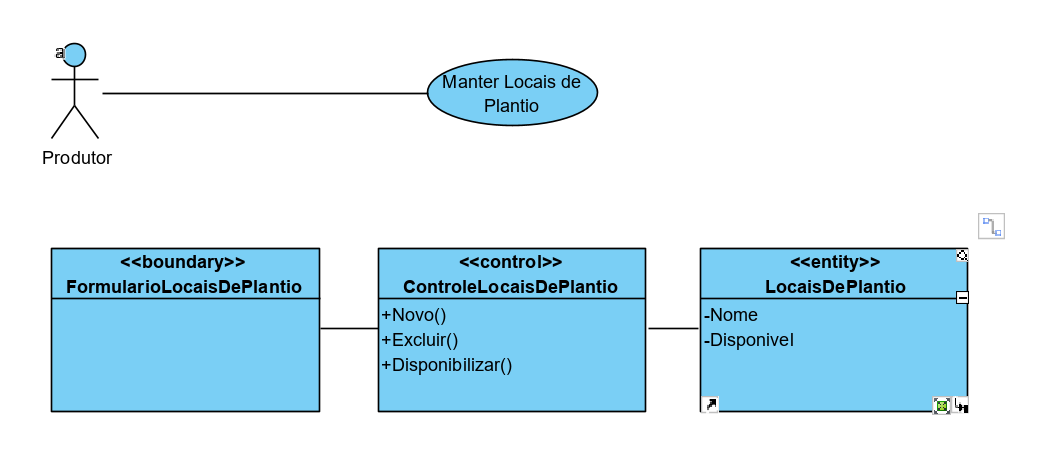 a
Manter Locais de
Plantio
Produtor
<<boundary>>
FormularioLocaisDePlantio
<<control>>
ControleLocaisDePlantio
+Novo()
+Excluir()
+Disponibilizar()
<<entity>>
LocaisDePlantio
-Nome
-Disponivel